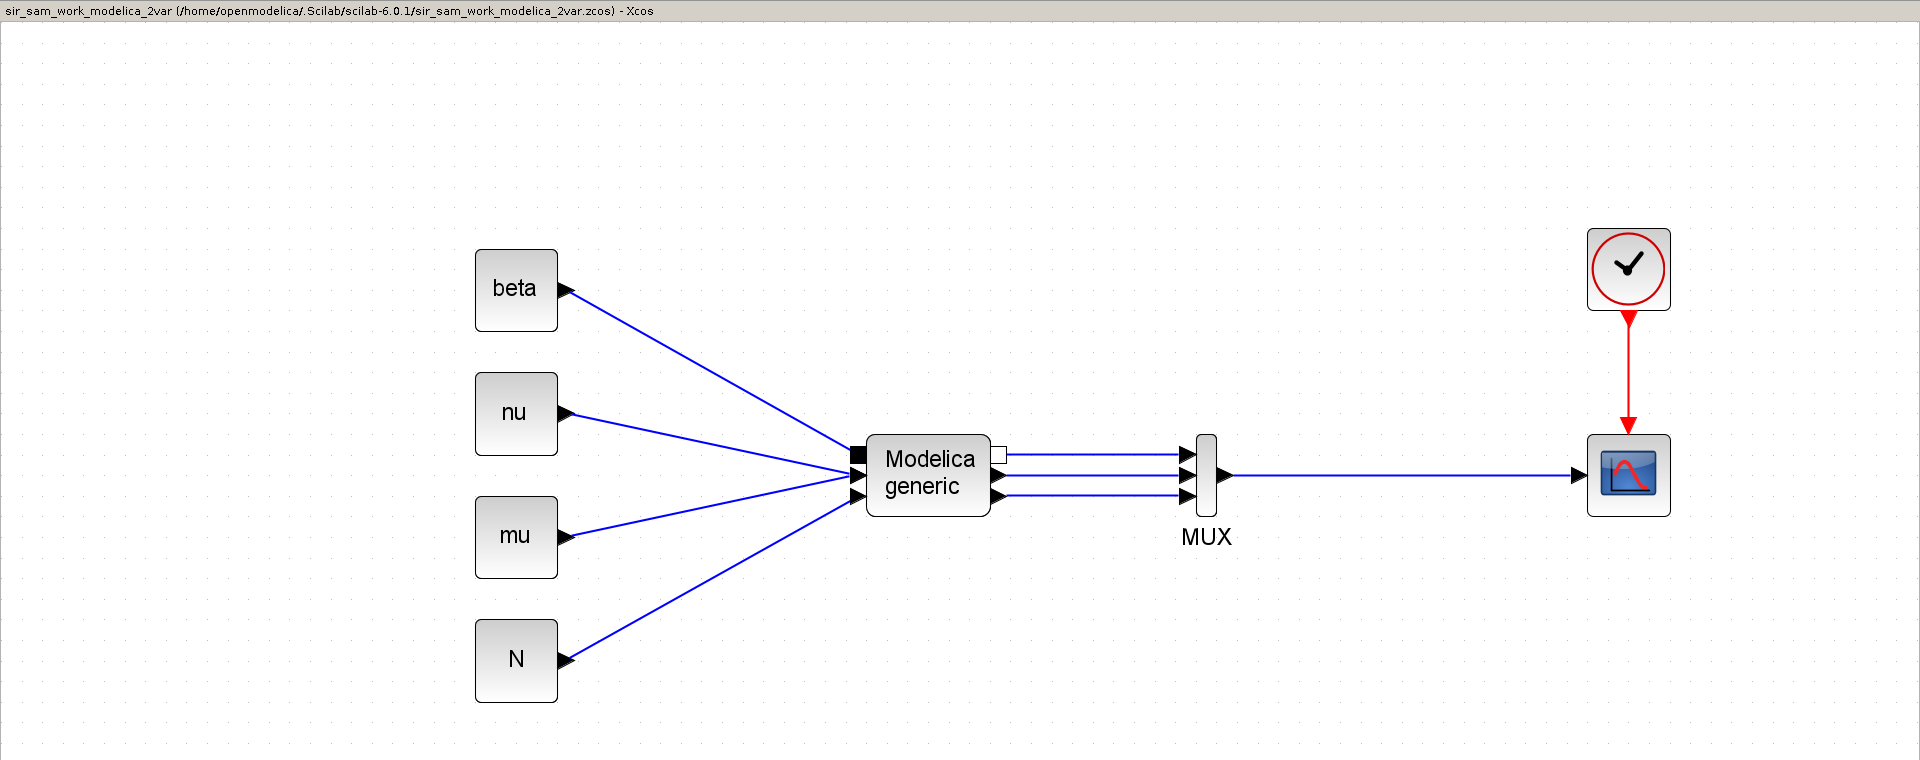 sir_sam_work_modelica_2var (/home/openmodelica/.Scilab/scilab-6.0.1/sir_sam_work_modelica_2var.zcos) - Xcos
beta
nu
mu
N
Modelica
generic
MUX